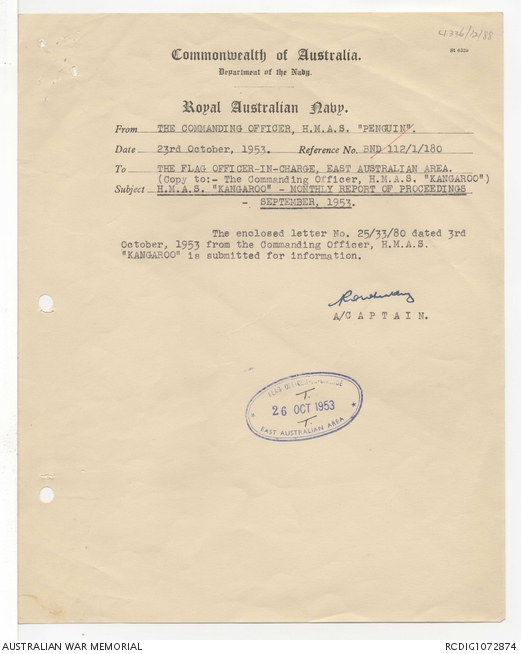 Commonwealth of Australia.
Department of the Navy.
Royal Australian Navy.
From THE COMMANDING OFFICER, H.M.A.S. "PENGUIN".
Date 23rd October, 1953. Reference No. BND 112/1/180
To THE FLAG OFFICER-IN-CHARGE, EAST AUSTRALIAN AREA.
(Copy to:- The Commanding Officer, H.M.A.S. "KANGAROO")
Subject H.M.A.S. "KANGAROO" - MONTHLY REPORT OF PROCEEDINGS
- SEPTEMBER, 1953.
The enclosed letter No. 25/33/80 dated 3rd
October, 1953 from the Commanding Officer, H.M.A.S.
"KANGAROO" is submitted for information.
A/CAPTAIN.
26 OCT 1953
EAST AUSTRALIAN AREA
AUSTRALIAN WAR MEMORIAL
RCDIG1072874